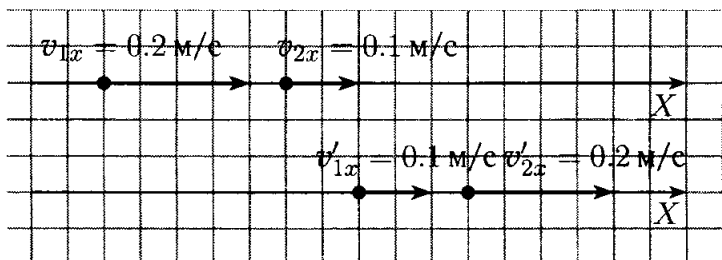 v₁ₓ = 0.2 м/с v₂ₓ = 0.1 м/с
X
v′₁ₓ = 0.1 м/с v′₂ₓ = 0.2 м/с
X